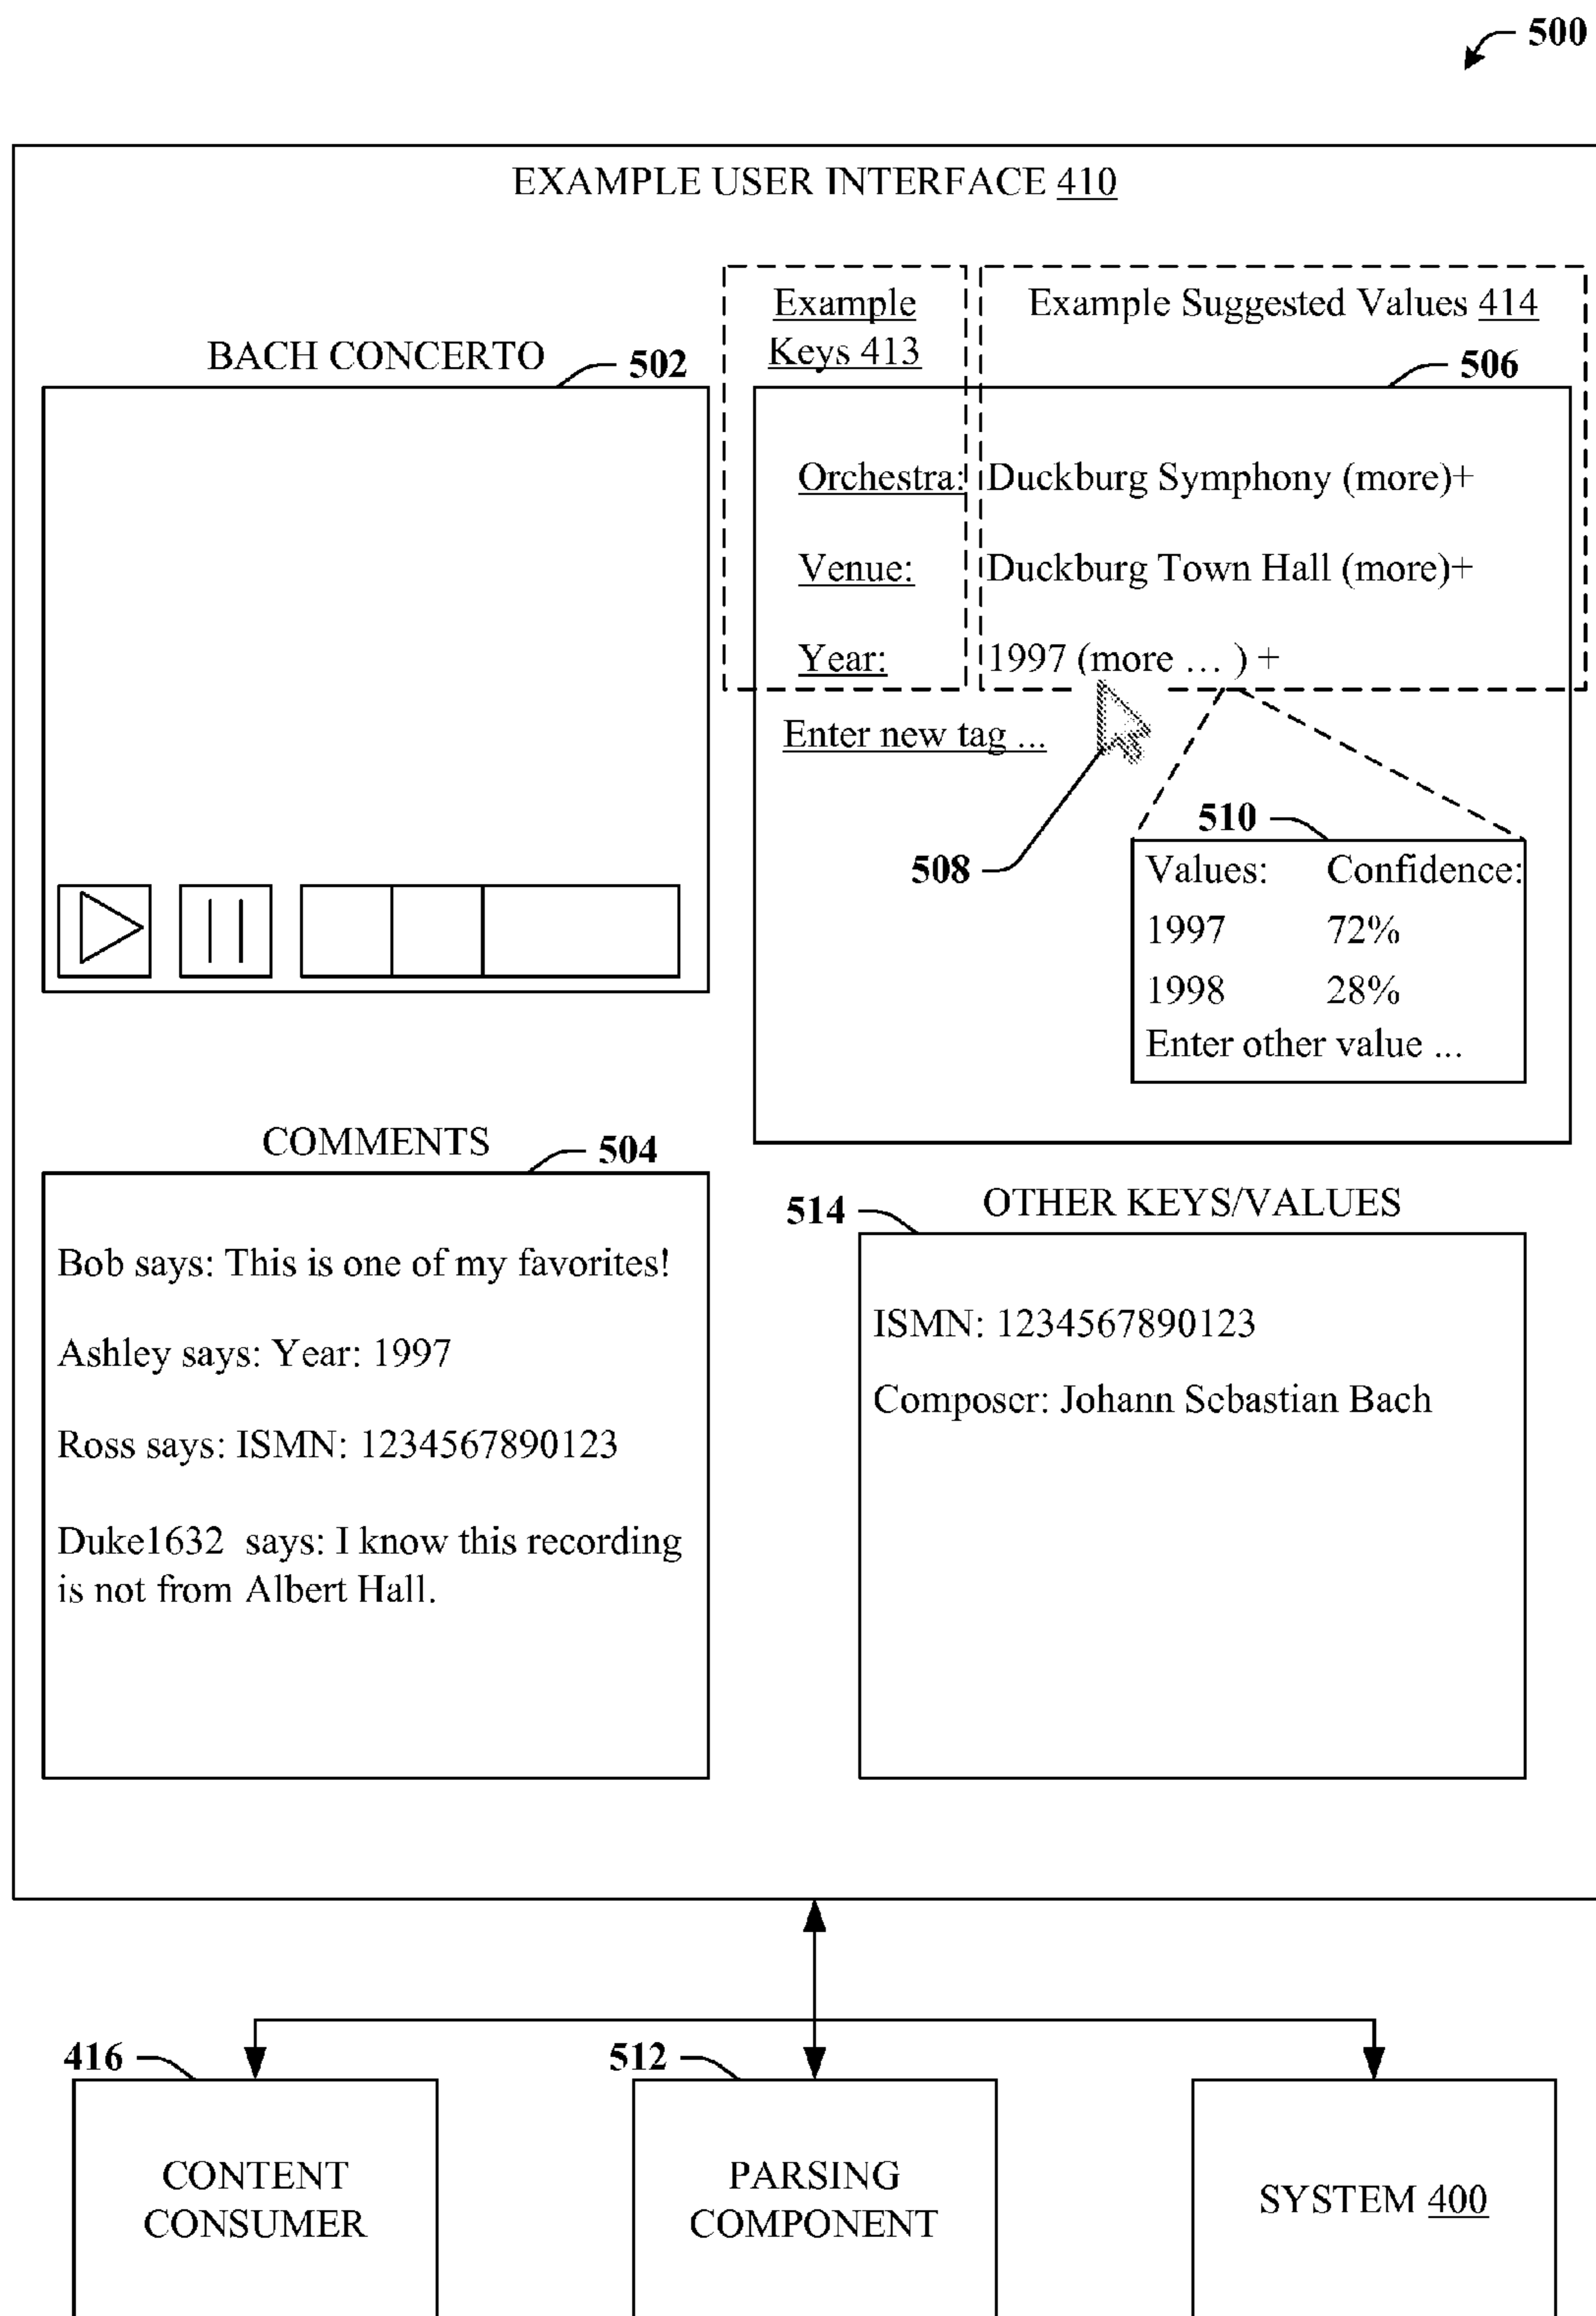 500
EXAMPLE USER INTERFACE 410
Example
Keys 413
Example Suggested Values 414
BACH CONCERTO
502
506
Orchestra: Duckburg Symphony (more)+
Venue: Duckburg Town Hall (more)+
Year: 1997 (more ... ) +
Enter new tag ...
508
510
Values: Confidence:
1997 72%
1998 28%
Enter other value ...
COMMENTS
504
Bob says: This is one of my favorites!
Ashley says: Year: 1997
Ross says: ISMN: 1234567890123
Duke1632 says: I know this recording
is not from Albert Hall.
514
OTHER KEYS/VALUES
ISMN: 1234567890123
Composer: Johann Sebastian Bach
416
512
CONTENT
CONSUMER
PARSING
COMPONENT
SYSTEM 400